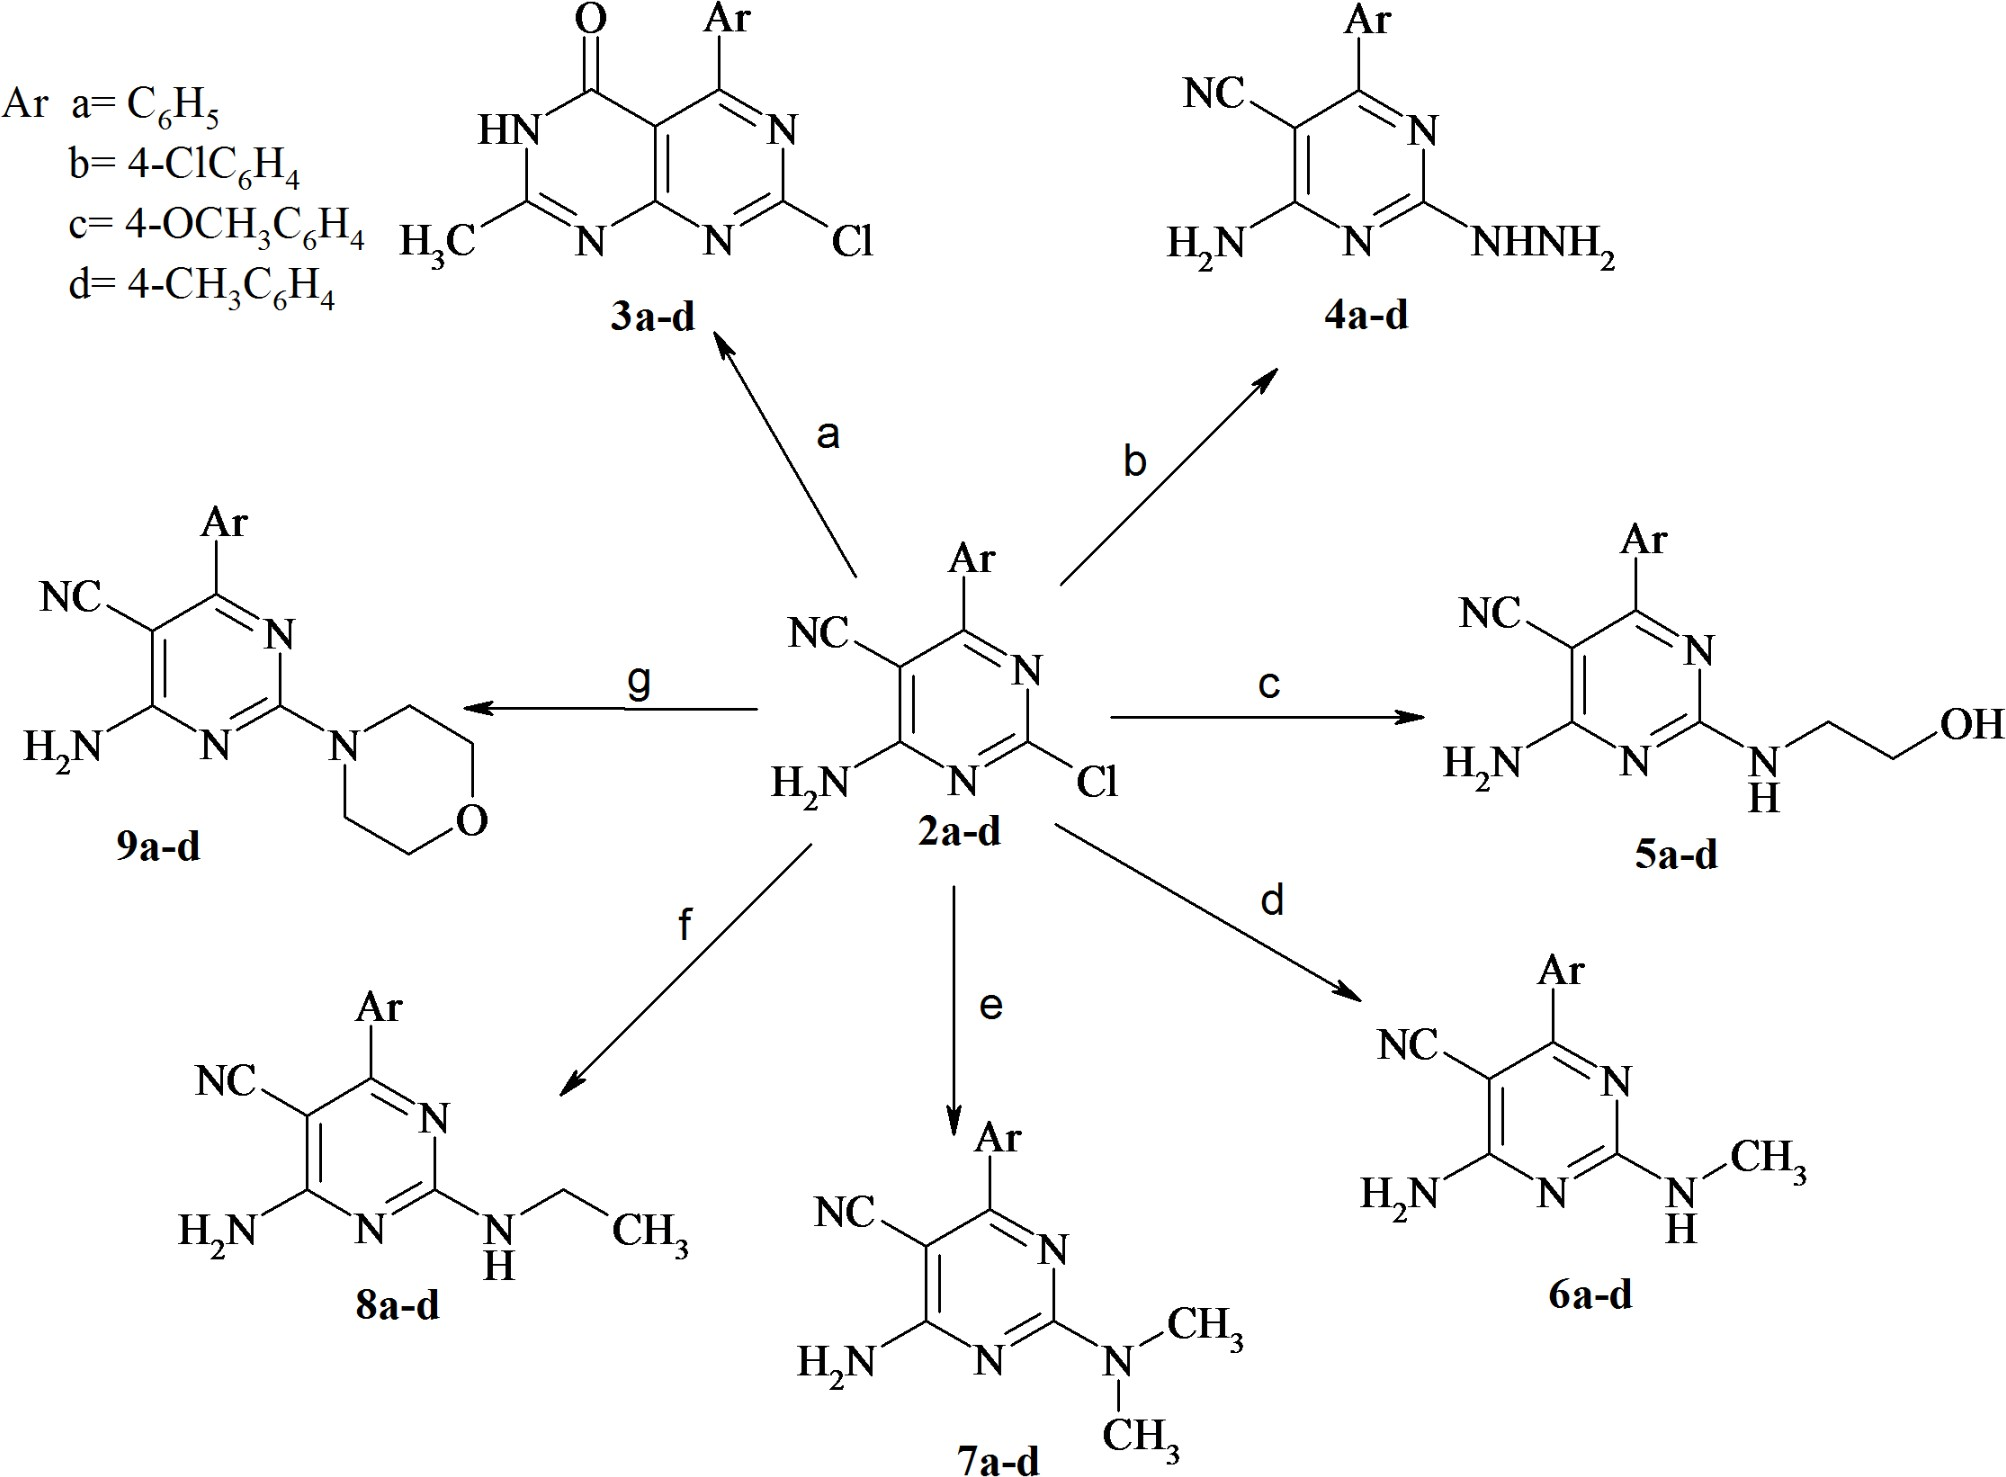 Ar a= C6H5
b= 4-ClC6H4
c= 4-OCH3C6H4
d= 4-CH3C6H4
O
Ar
HN
N
H3C
N
N
Cl
3a-d
Ar
NC
N
H2N
N
NHNH2
4a-d
a
b
Ar
NC
N
H2N
N
N
O
9a-d
g
Ar
NC
N
H2N
N
Cl
2a-d
c
Ar
NC
N
H2N
N
N
H
OH
5a-d
f
e
d
Ar
NC
N
H2N
N
N
H
CH3
8a-d
Ar
NC
N
H2N
N
N
CH3
CH3
7a-d
Ar
NC
N
H2N
N
N
H
CH3
6a-d